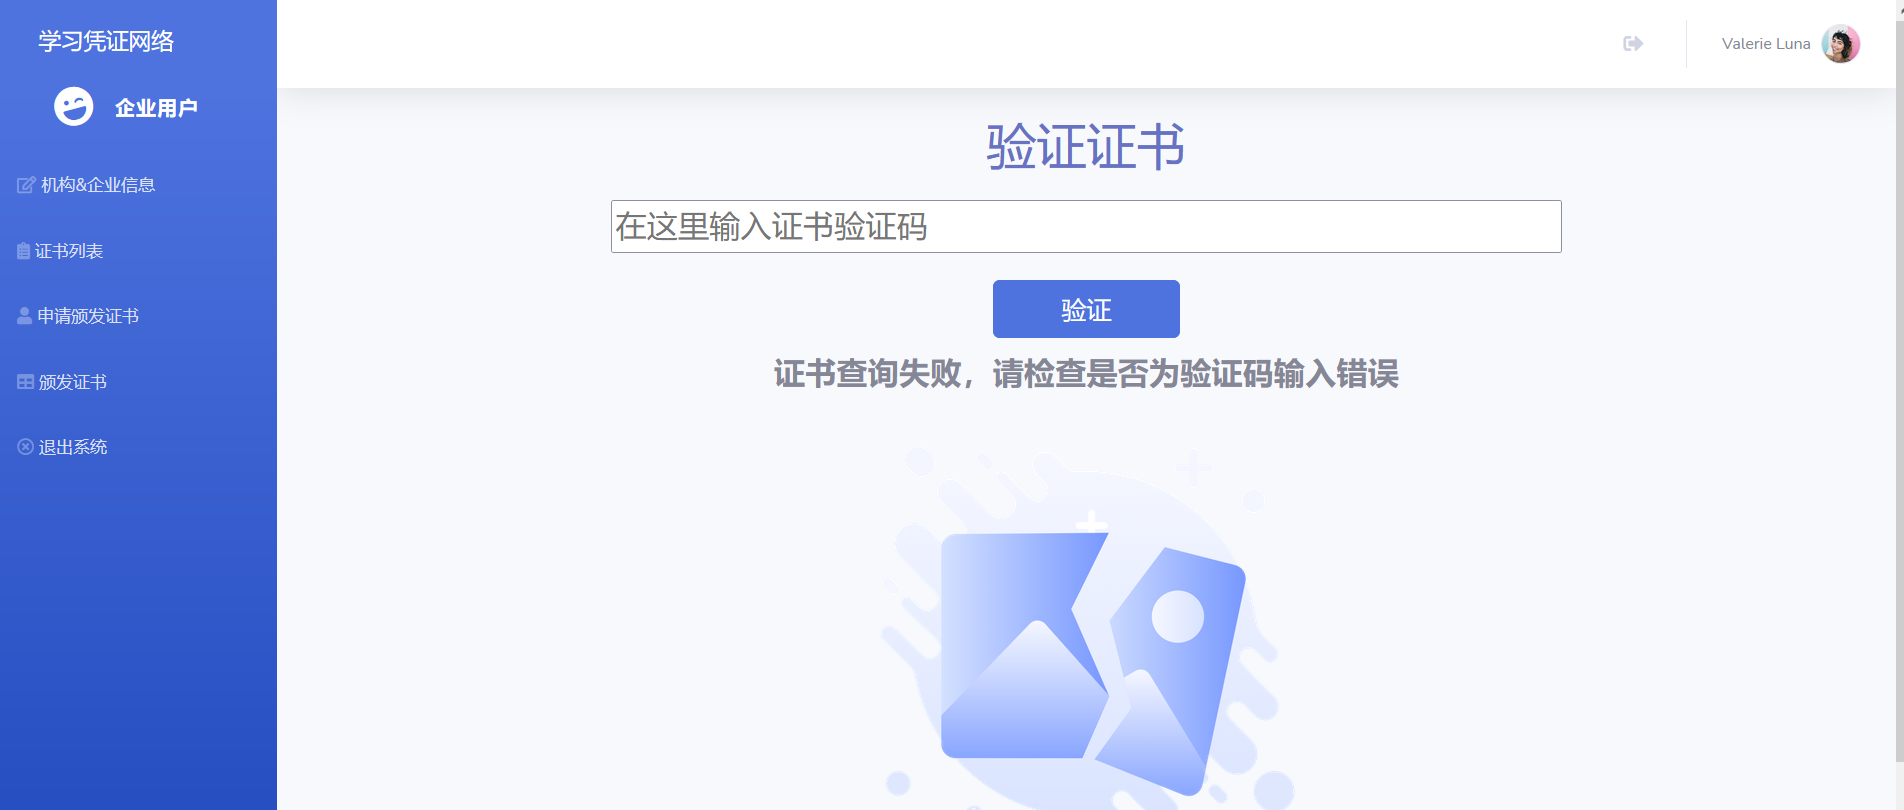 学习凭证网络
企业用户
机构&企业信息
证书列表
申请颁发证书
颁发证书
退出系统
Valerie Luna
验证证书
在这里输入证书验证码
验证
证书查询失败，请检查是否为验证码输入错误